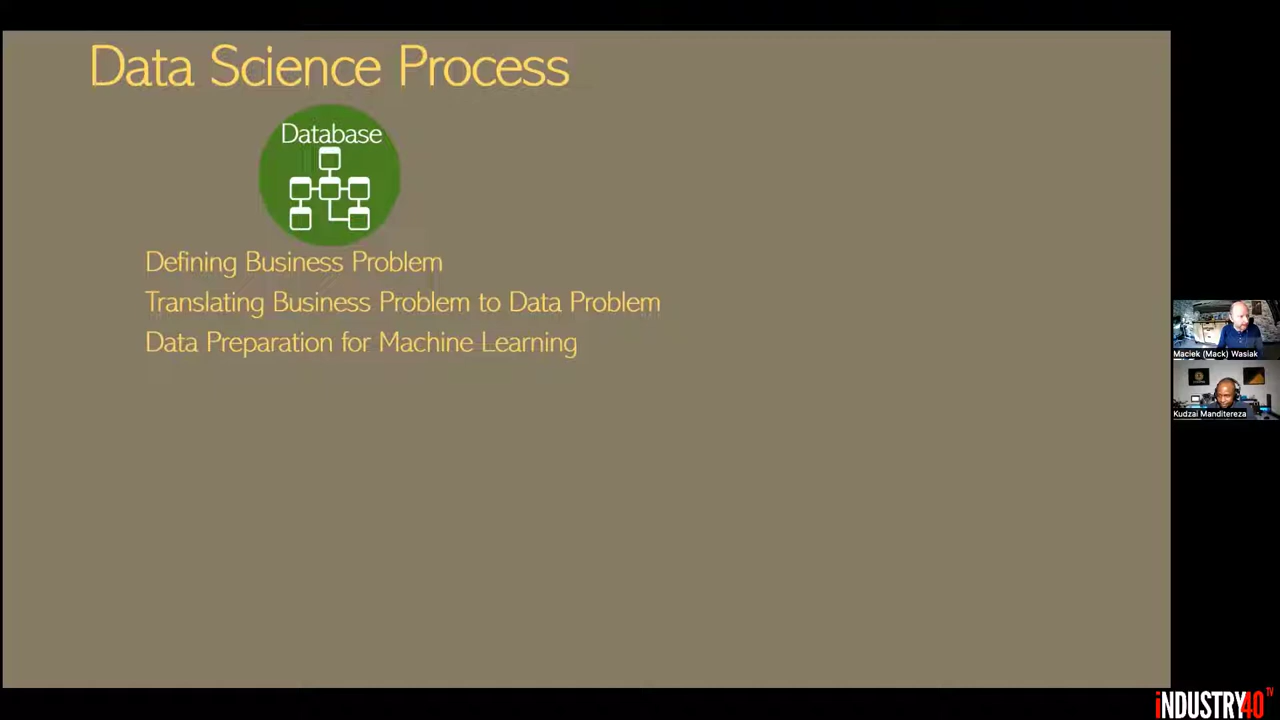 Data Science Process
Database
Defining Business Problem
Translating Business Problem to Data Problem
Data Preparation for Machine Learning
Maciek (Mack) Wasiak
Kudzai Manditereza
iNDUSTRY40 TV